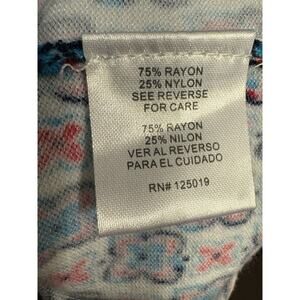 75% RAYON
25% NYLON
SEE REVERSE
FOR CARE
75% RAYON
25% NILON
VER AL REVERSO
PARA EL CUIDADO
RN# 125019